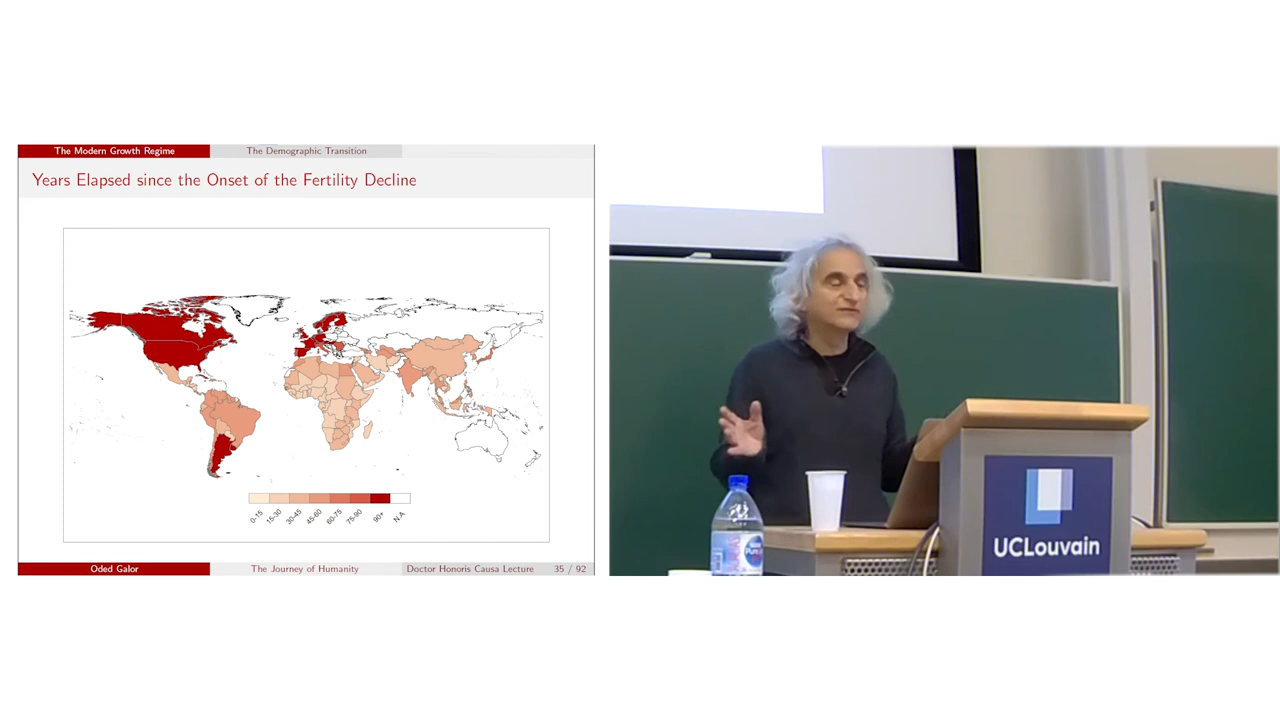 The Modern Growth Regime
The Demographic Transition
Years Elapsed since the Onset of the Fertility Decline
0-15
15-30
30-45
45-60
60-75
75-90
90+
N.A
Oded Galor
The Journey of Humanity
Doctor Honoris Causa Lecture
35 / 92
UCLouvain